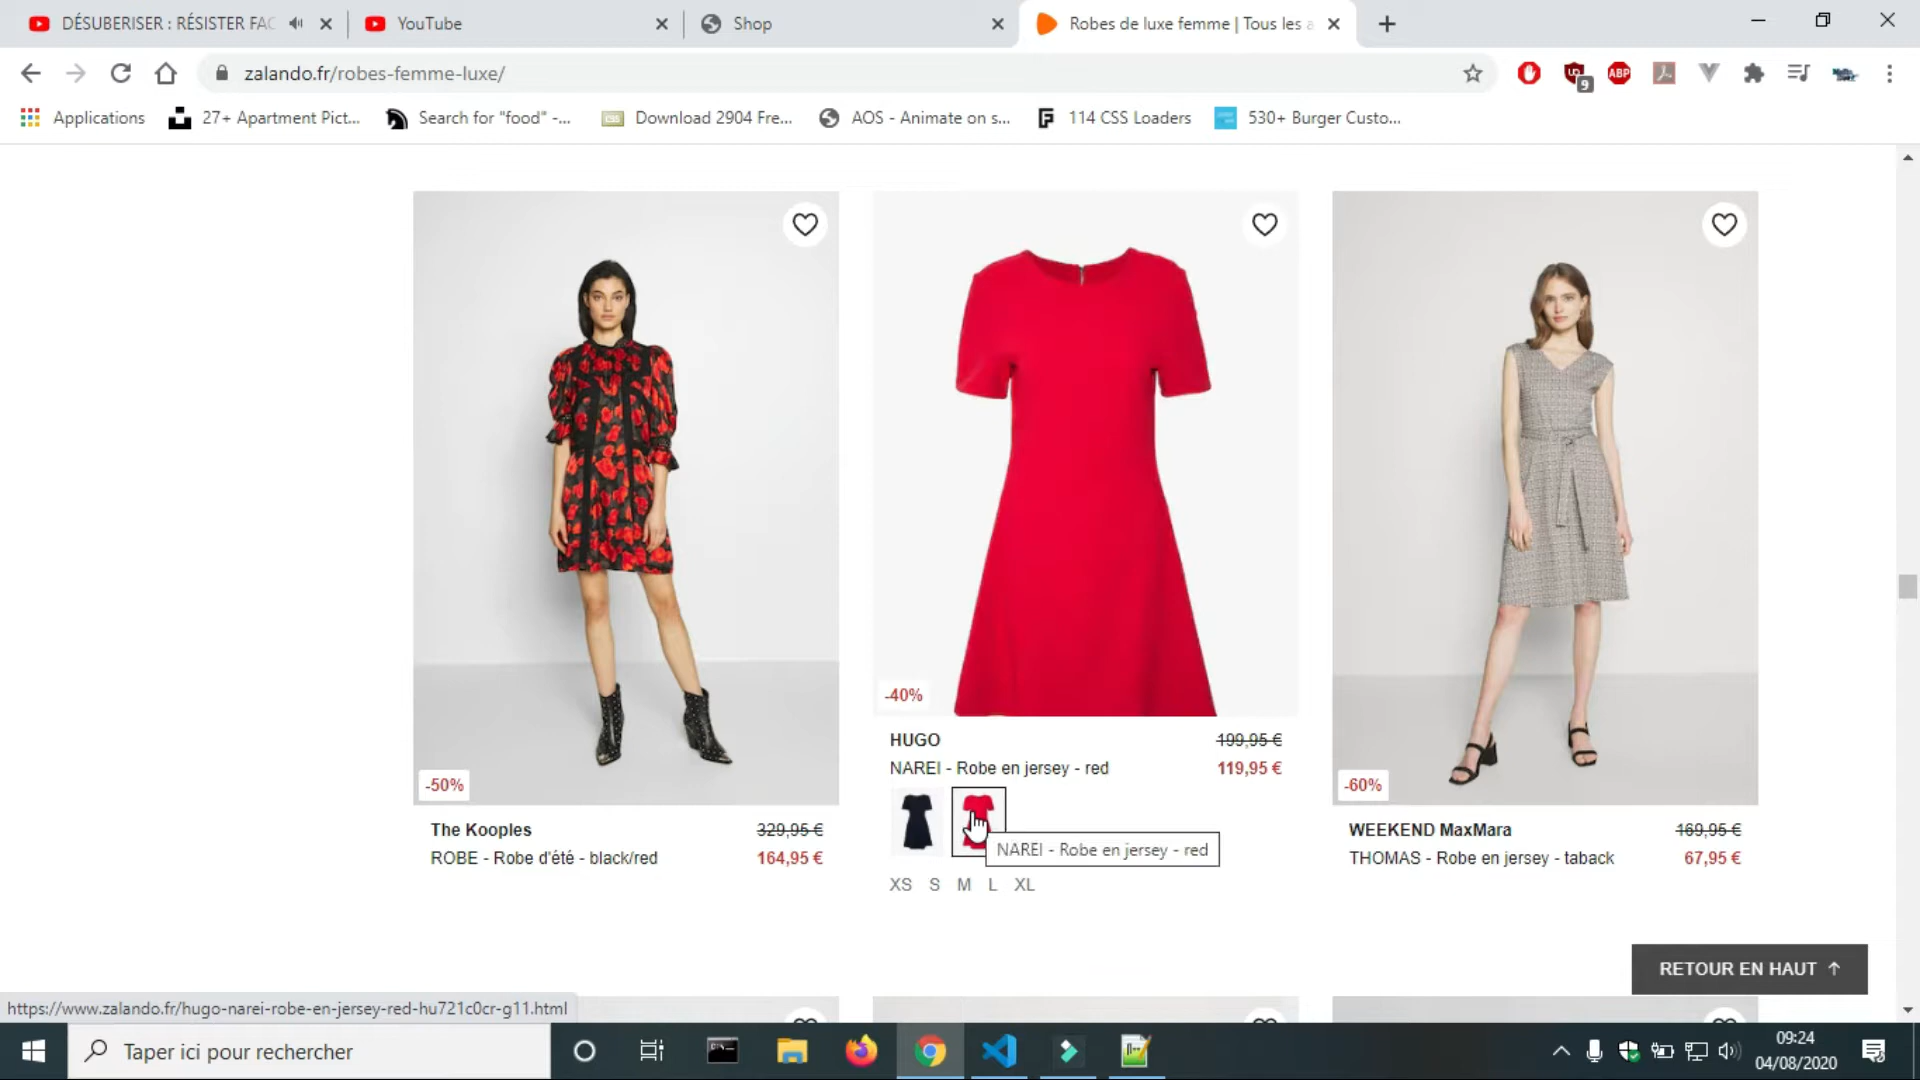 DÉSUBERISER : RÉSISTER FAC
YouTube
Shop
Robes de luxe femme | Tous les a
zalando.fr/robes-femme-luxe/
9
ABP
Applications
27+ Apartment Pict...
Search for "food" -...
Download 2904 Fre...
AOS - Animate on s...
114 CSS Loaders
530+ Burger Custo...
-50%
The Kooples
329,95 €
ROBE - Robe d'été - black/red
164,95 €
-40%
HUGO
199,95 €
NAREI - Robe en jersey - red
119,95 €
NAREI - Robe en jersey - red
XS S M L XL
-60%
WEEKEND MaxMara
169,95 €
THOMAS - Robe en jersey - taback
67,95 €
RETOUR EN HAUT
https://www.zalando.fr/hugo-narei-robe-en-jersey-red-hu721c0cr-g11.html
Taper ici pour rechercher
09:24
04/08/2020